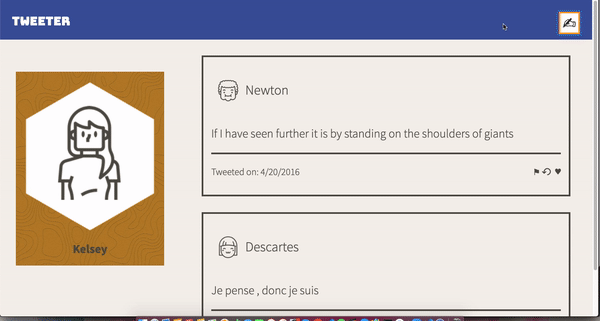 TWEETER
Kelsey
Newton
If I have seen further it is by standing on the shoulders of giants
Tweeted on: 4/20/2016
Descartes
Je pense , donc je suis